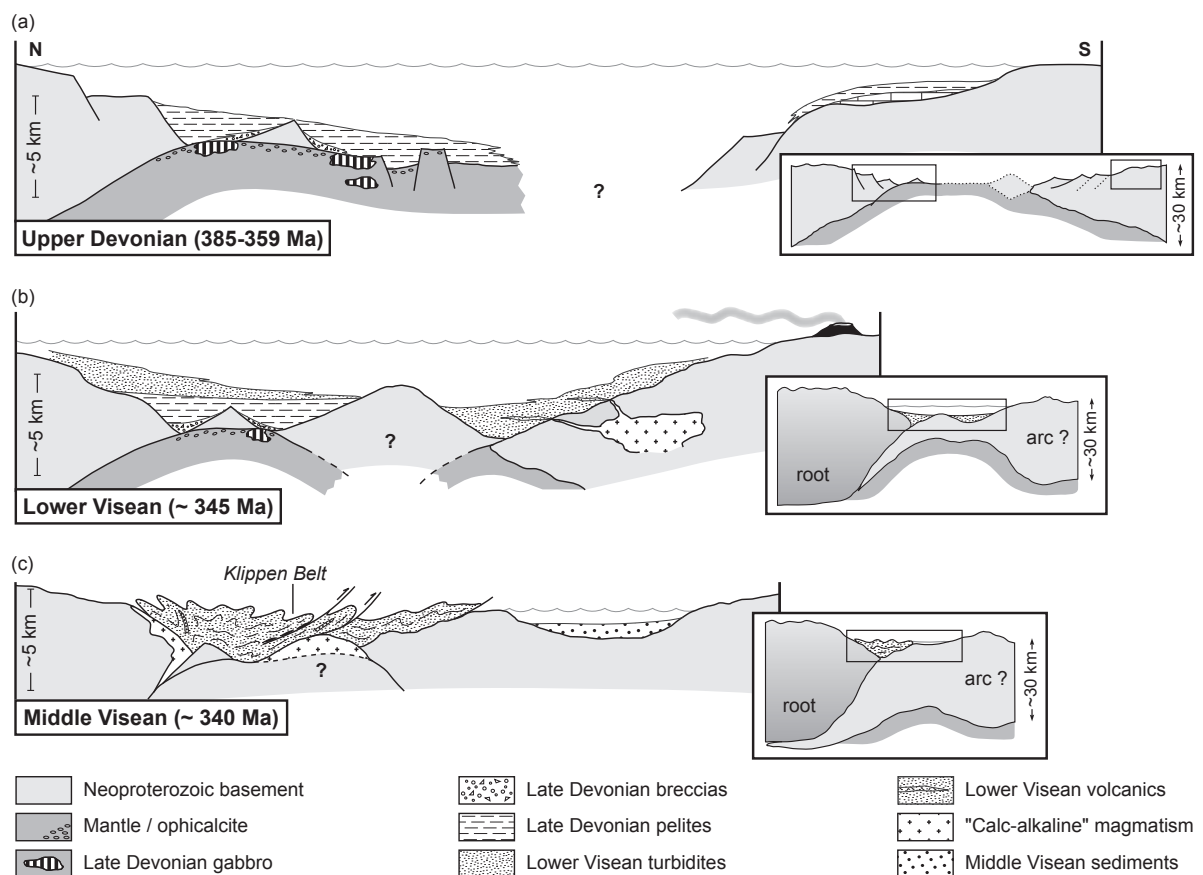 (a)
N
S
~5 km
?
~30 km
Upper Devonian (385-359 Ma)
(b)
~5 km
?
root
arc ?
~30 km
Lower Visean (~ 345 Ma)
(c)
Klippen Belt
~5 km
?
root
arc ?
~30 km
Middle Visean (~ 340 Ma)
Neoproterozoic basement
Mantle / ophicalcite
Late Devonian gabbro
Late Devonian breccias
Late Devonian pelites
Lower Visean turbidites
Lower Visean volcanics
"Calc-alkaline" magmatism
Middle Visean sediments